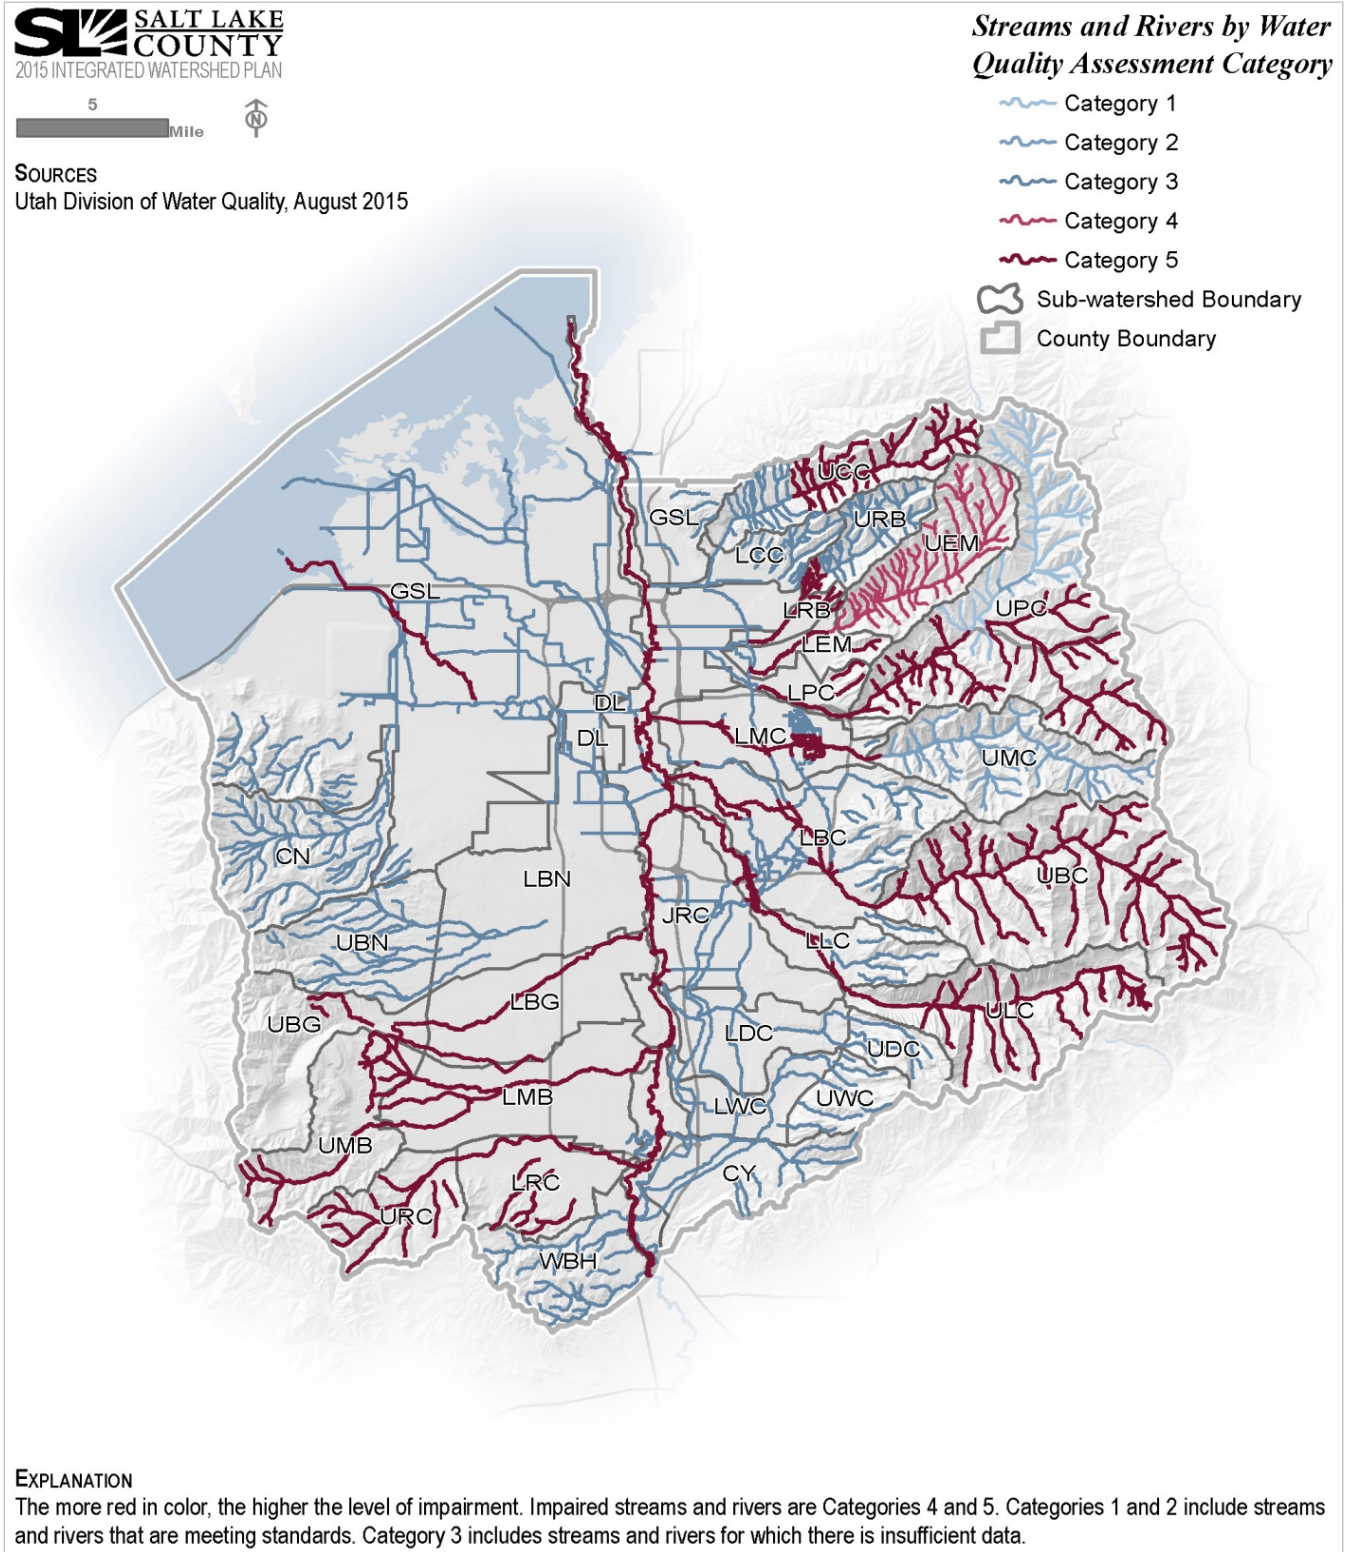 SL SALT LAKE
COUNTY
2015 INTEGRATED WATERSHED PLAN
5
Mile
N
SOURCES
Utah Division of Water Quality, August 2015
Streams and Rivers by Water
Quality Assessment Category
Category 1
Category 2
Category 3
Category 4
Category 5
Sub-watershed Boundary
County Boundary
UCC
GSL
URB
LCC
UEM
GSL
LRB
UPC
LEM
LPC
DL
DL
LMC
UMC
LBC
CN
LBN
UBC
JRC
UBN
LLC
LBG
UBG
ULC
LDC
UDC
LMB
LWC
UWC
UMB
CY
LRC
URC
WBH
EXPLANATION
The more red in color, the higher the level of impairment. Impaired streams and rivers are Categories 4 and 5. Categories 1 and 2 include streams
and rivers that are meeting standards. Category 3 includes streams and rivers for which there is insufficient data.